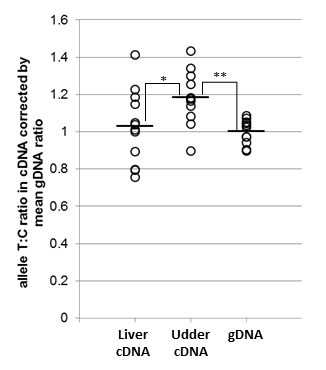 allele T:C ratio in cDNA corrected by
mean gDNA ratio
1.6
1.4
1.2
1
0.8
0.6
0.4
0.2
0
*
**
Liver
cDNA
Udder
cDNA
gDNA